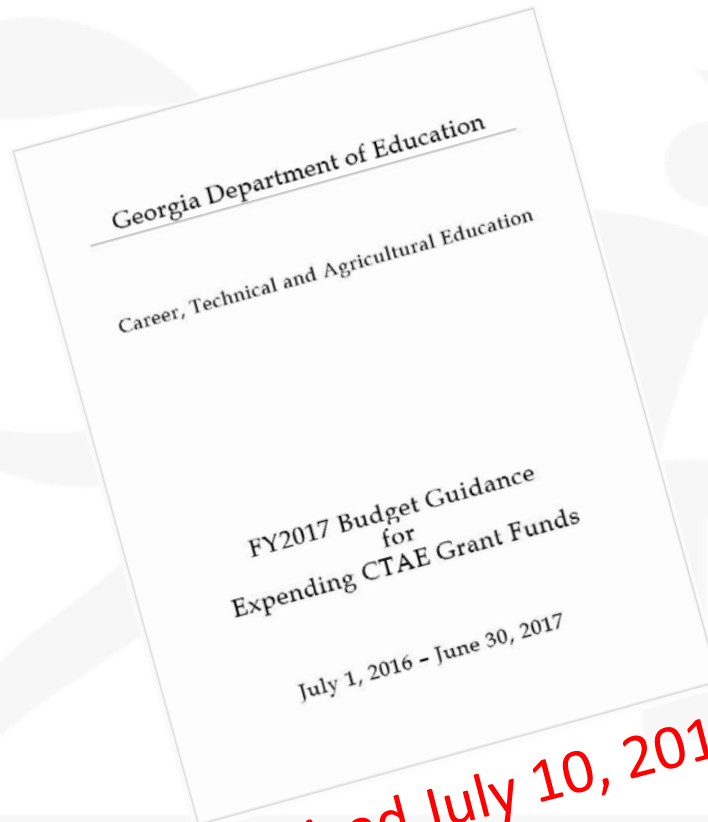 Georgia Department of Education
Career, Technical and Agricultural Education
FY2017 Budget Guidance
for
Expending CTAE Grant Funds
July 1, 2016 – June 30, 2017
July 10,